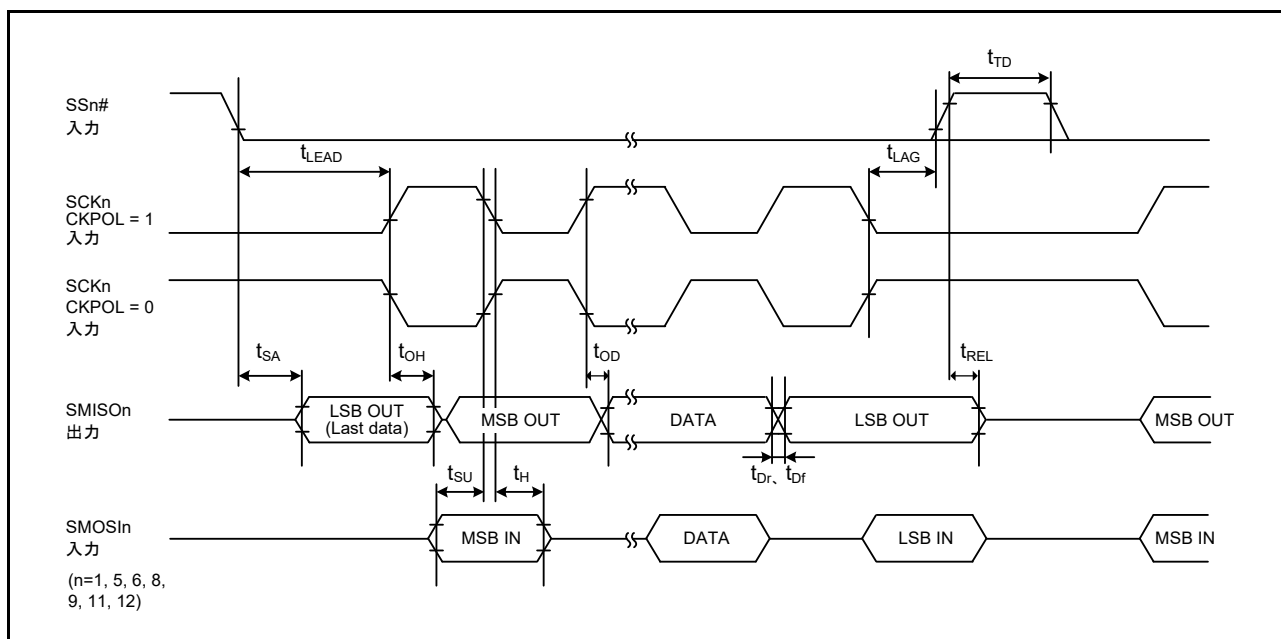 tTD
SSn#
入力
tLEAD
tLAG
SCKn
CKPOL = 1
入力
SCKn
CKPOL = 0
入力
tSA
tOH
tOD
tREL
SMISOn
出力
LSB OUT
(Last data)
MSB OUT
DATA
LSB OUT
MSB OUT
tSU
tH
tDr、tDf
SMOSIn
入力
MSB IN
DATA
LSB IN
MSB IN
(n=1, 5, 6, 8,
9, 11, 12)